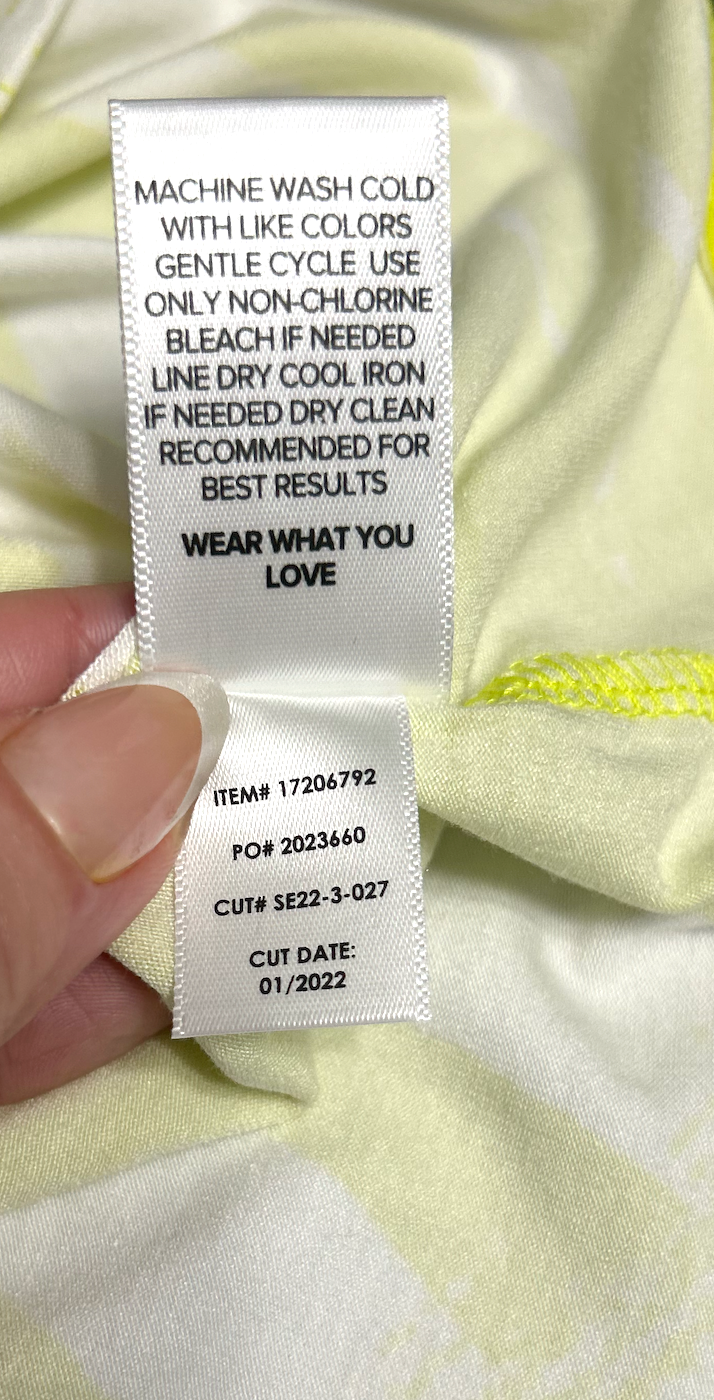 MACHINE WASH COLD
WITH LIKE COLORS
GENTLE CYCLE USE
ONLY NON-CHLORINE
BLEACH IF NEEDED
LINE DRY COOL IRON
IF NEEDED DRY CLEAN
RECOMMENDED FOR
BEST RESULTS
WEAR WHAT YOU
LOVE
ITEM# 17206792
PO# 2023660
CUT# SE22-3-027
CUT DATE:
01/2022